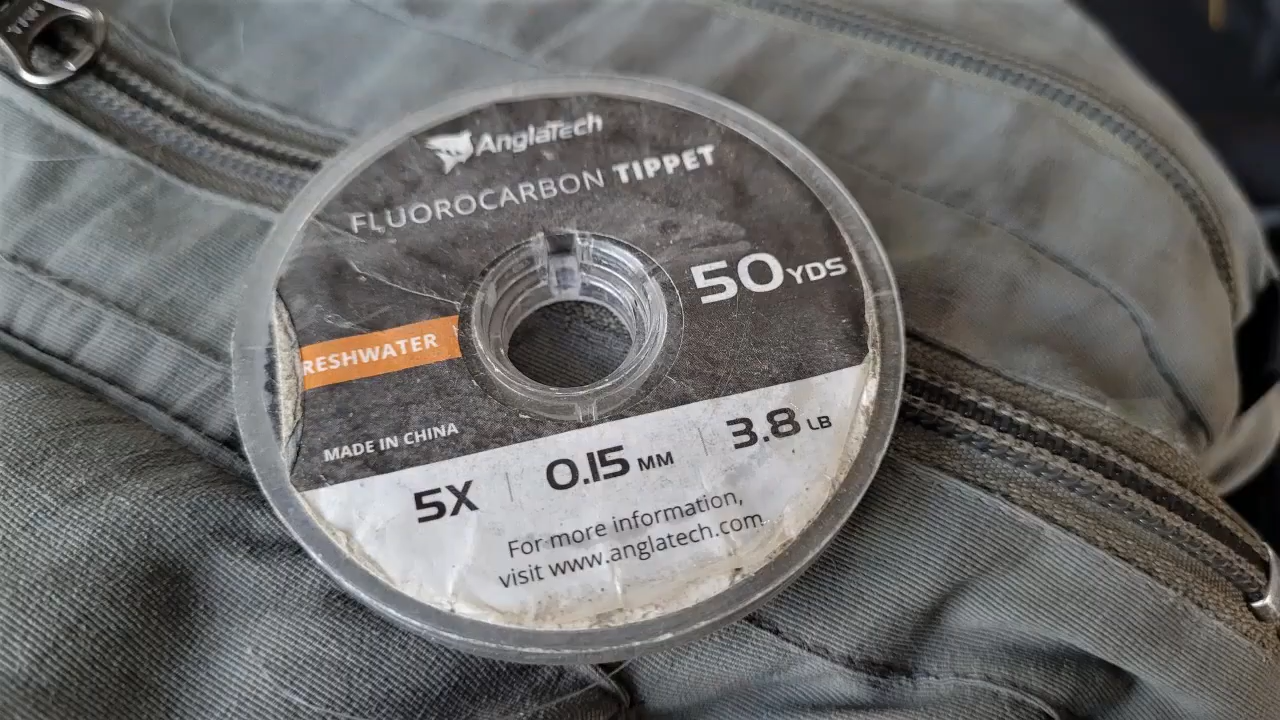 AnglaTech
FLUOROCARBON TIPPET
50 YDS
RESHWATER
MADE IN CHINA
5X | 0.15 MM | 3.8 LB
For more information,
visit www.anglatech.com